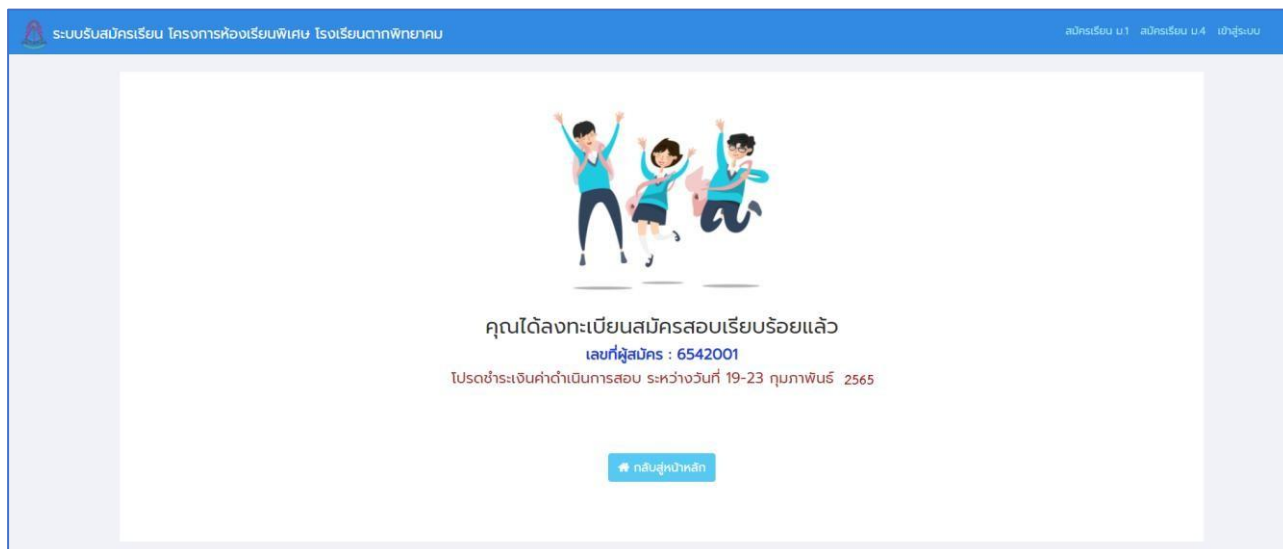 ระบบรับสมัครเรียน โครงการห้องเรียนพิเศษ โรงเรียนตากพิทยาคม
สมัครเรียน ม.1 สมัครเรียน ม.4 เข้าสู่ระบบ
คุณได้ลงทะเบียนสมัครสอบเรียบร้อยแล้ว
เลขที่ผู้สมัคร : 6542001
โปรดชำระเงินค่าดำเนินการสอบ ระหว่างวันที่ 19-23 กุมภาพันธ์ 2565
กลับสู่หน้าหลัก